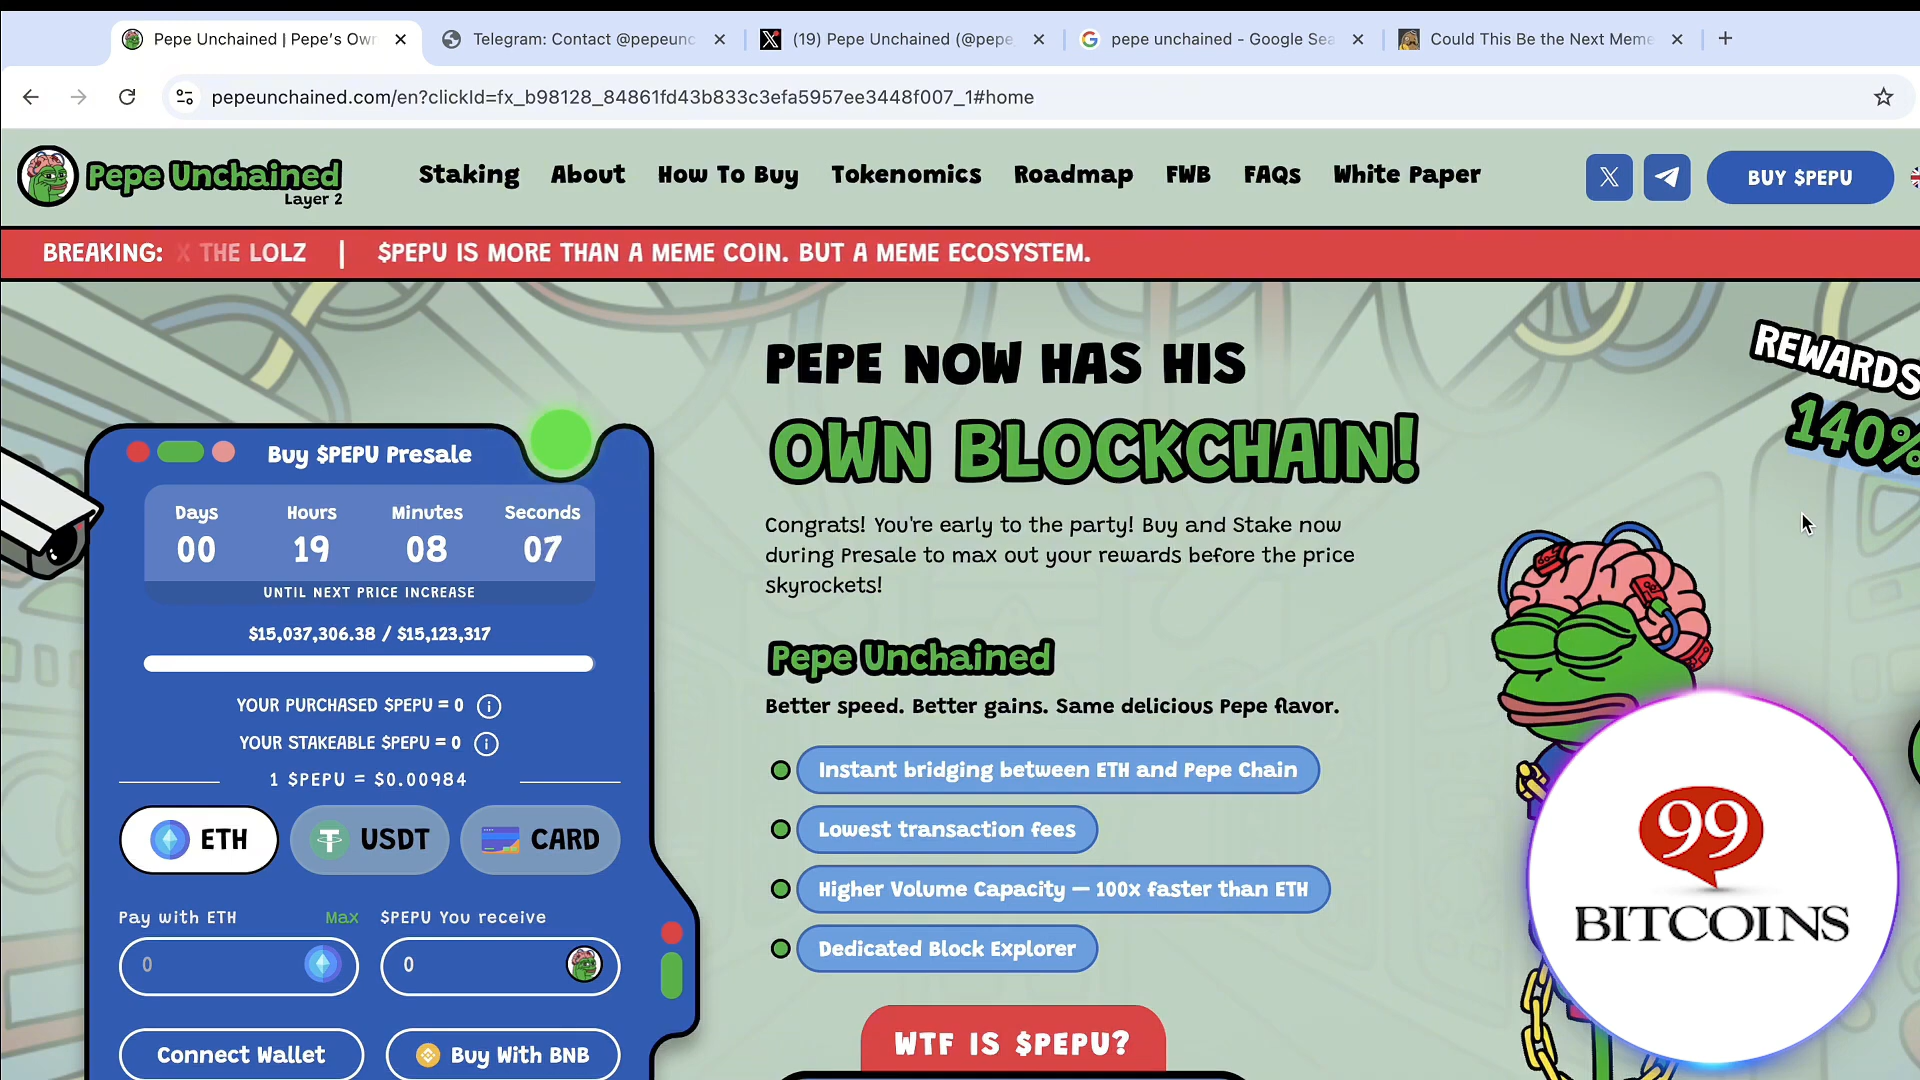 Pepe Unchained | Pepe's Own
Telegram: Contact @pepeunc
(19) Pepe Unchained (@pepe
pepe unchained - Google Sea
Could This Be the Next Meme
pepeunchained.com/en?clickId=fx_b98128_84861fd43b833c3efa5957ee3448f007_1#home
Pepe Unchained
Layer 2
Staking
About
How To Buy
Tokenomics
Roadmap
FWB
FAQs
White Paper
BUY $PEPU
BREAKING: X THE LOLZ | $PEPU IS MORE THAN A MEME COIN. BUT A MEME ECOSYSTEM.
REWARDS
140%
PEPE NOW HAS HIS
OWN BLOCKCHAIN!
Congrats! You're early to the party! Buy and Stake now
during Presale to max out your rewards before the price
skyrockets!
Pepe Unchained
Better speed. Better gains. Same delicious Pepe flavor.
Instant bridging between ETH and Pepe Chain
Lowest transaction fees
Higher Volume Capacity — 100x faster than ETH
Dedicated Block Explorer
WTF IS $PEPU?
Buy $PEPU Presale
Days Hours Minutes Seconds
00 19 08 07
UNTIL NEXT PRICE INCREASE
$15,037,306.38 / $15,123,317
YOUR PURCHASED $PEPU = 0
YOUR STAKEABLE $PEPU = 0
1 $PEPU = $0.00984
ETH USDT CARD
Pay with ETH Max $PEPU You receive
0 0
Connect Wallet Buy With BNB
99
BITCOINS